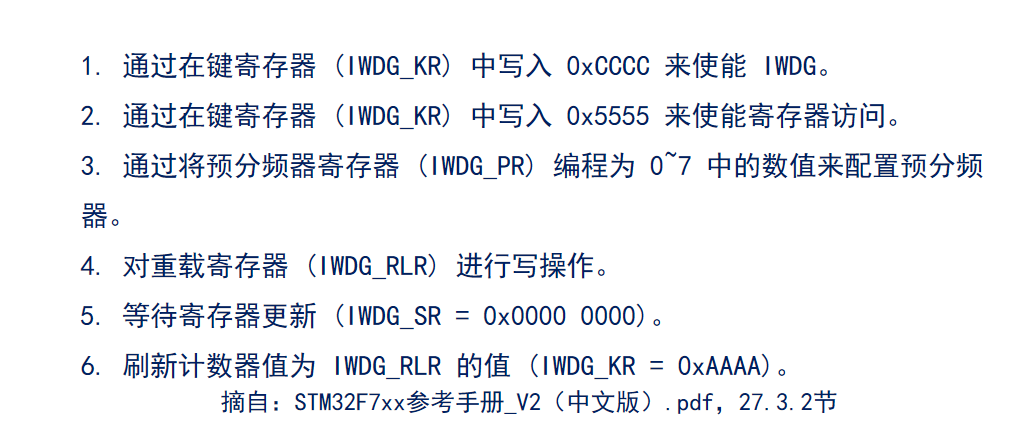 1. 通过在键寄存器 (IWDG_KR) 中写入 0xCCCC 来使能 IWDG。
2. 通过在键寄存器 (IWDG_KR) 中写入 0x5555 来使能寄存器访问。
3. 通过将预分频器寄存器 (IWDG_PR) 编程为 0~7 中的数值来配置预分频
器。
4. 对重载寄存器 (IWDG_RLR) 进行写操作。
5. 等待寄存器更新 (IWDG_SR = 0x0000 0000)。
6. 刷新计数器值为 IWDG_RLR 的值 (IWDG_KR = 0xAAAA)。
摘自：STM32F7xx参考手册_V2（中文版）.pdf，27.3.2节